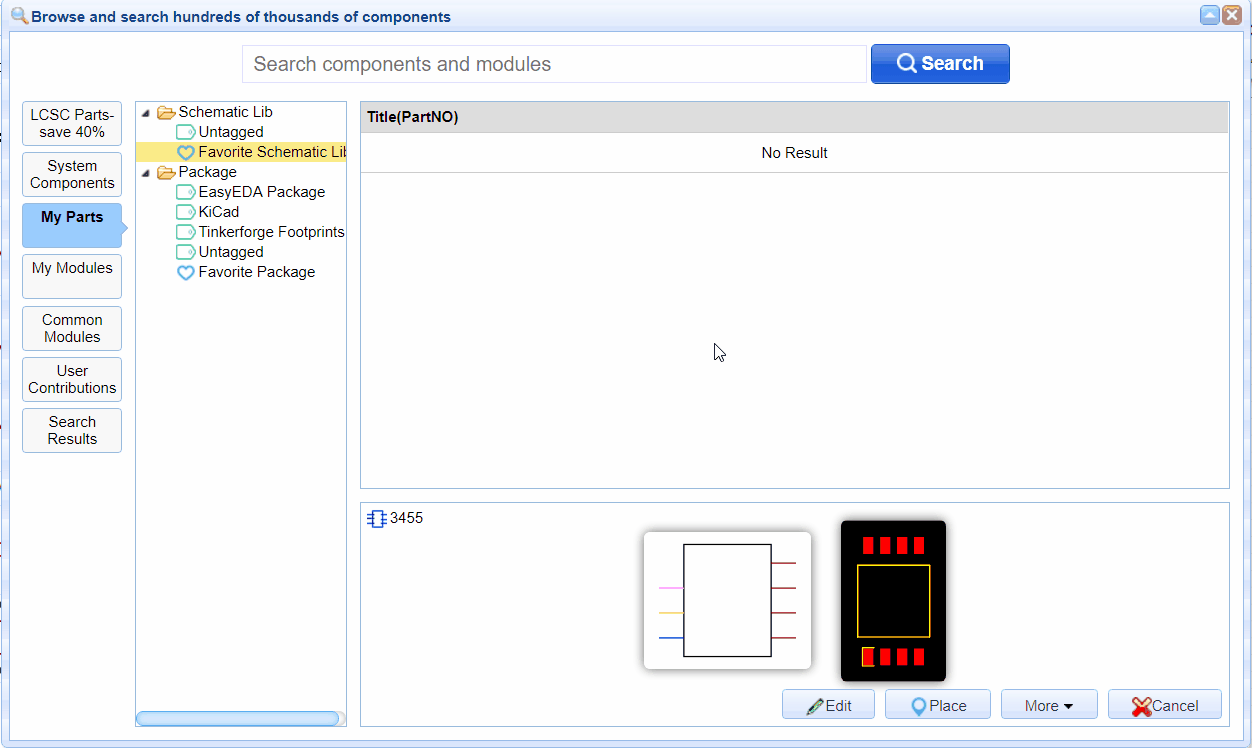 Browse and search hundreds of thousands of components
Search components and modules
Search
LCSC Parts-
save 40%
System
Components
My Parts
My Modules
Common
Modules
User
Contributions
Search
Results
Schematic Lib
Untagged
Favorite Schematic Lib
Package
EasyEDA Package
KiCad
Tinkerforge Footprints
Untagged
Favorite Package
Title(PartNO)
No Result
3455
Edit
Place
More
Cancel